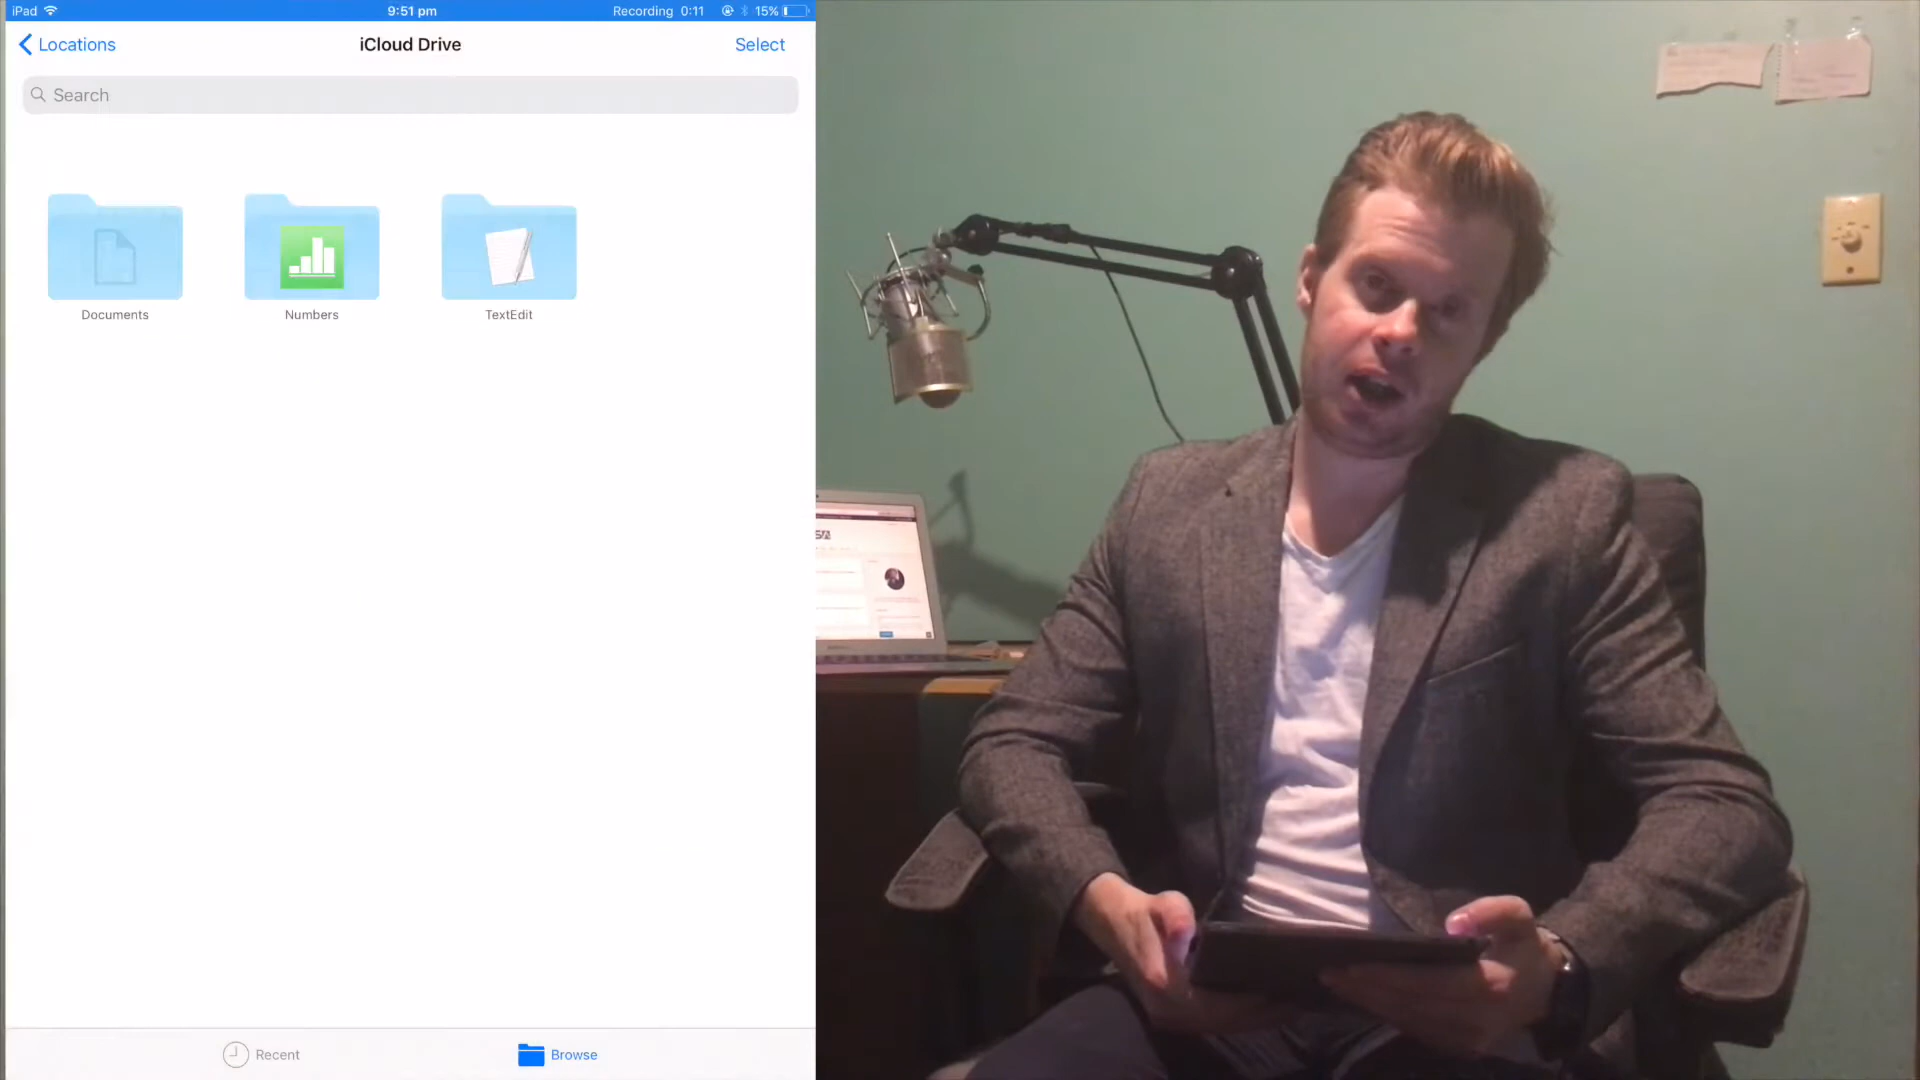 iPad 9:51 pm Recording 0:11 15%
Locations iCloud Drive Select
Search
Documents Numbers TextEdit
Recent Browse